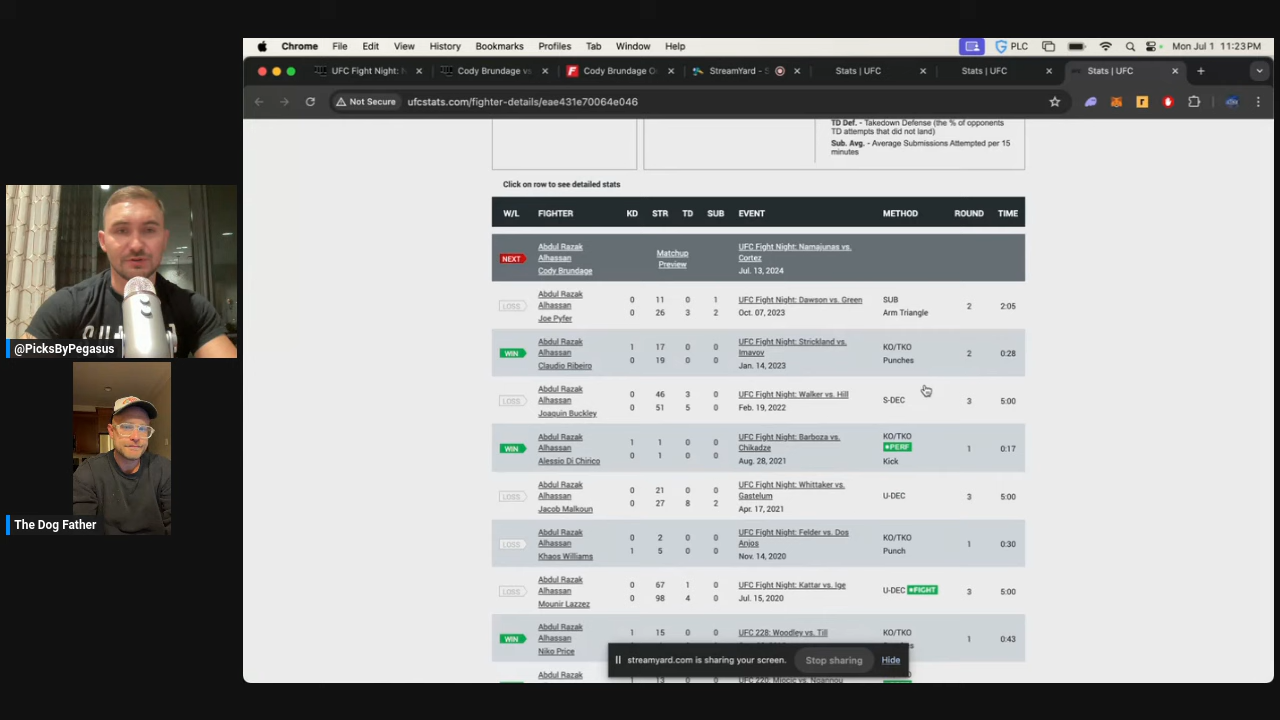 Chrome File Edit View History Bookmarks Profiles Tab Window Help PLC Mon Jul 1 11:23 PM
UFC Fight Night: N Cody Brundage vs. Cody Brundage O StreamYard - S Stats | UFC Stats | UFC Stats | UFC
Not Secure ufcstats.com/fighter-details/eae431e70064e046
TD Def. - Takedown Defense (the % of opponents
TD attempts that did not land)
Sub. Avg. - Average Submissions Attempted per 15
minutes
Click on row to see detailed stats
W/L FIGHTER KD STR TD SUB EVENT METHOD ROUND TIME
NEXT
Abdul Razak
Alhassan
Cody Brundage
Matchup
Preview
UFC Fight Night: Namajunas vs.
Cortez
Jul. 13, 2024
LOSS
Abdul Razak
Alhassan
Joe Pyfer
0 11 0 1
0 26 3 2
UFC Fight Night: Dawson vs. Green
Oct. 07, 2023
SUB
Arm Triangle
2 2:05
WIN
Abdul Razak
Alhassan
Claudio Ribeiro
1 17 0 0
0 19 0 0
UFC Fight Night: Strickland vs.
Imavov
Jan. 14, 2023
KO/TKO
Punches
2 0:28
LOSS
Abdul Razak
Alhassan
Joaquin Buckley
0 46 3 0
0 51 5 0
UFC Fight Night: Walker vs. Hill
Feb. 19, 2022
S-DEC
3 5:00
WIN
Abdul Razak
Alhassan
Alessio Di Chirico
1 1 0 0
0 1 0 0
UFC Fight Night: Barboza vs.
Chikadze
Aug. 28, 2021
KO/TKO
PERF
Kick
1 0:17
LOSS
Abdul Razak
Alhassan
Jacob Malkoun
0 21 0 0
0 27 8 2
UFC Fight Night: Whittaker vs.
Gastelum
Apr. 17, 2021
U-DEC
3 5:00
LOSS
Abdul Razak
Alhassan
Khaos Williams
0 2 0 0
1 5 0 0
UFC Fight Night: Felder vs. Dos
Anjos
Nov. 14, 2020
KO/TKO
Punch
1 0:30
LOSS
Abdul Razak
Alhassan
Mounir Lazzez
0 67 1 0
0 98 4 0
UFC Fight Night: Kattar vs. Ige
Jul. 15, 2020
U-DEC FIGHT
3 5:00
WIN
Abdul Razak
Alhassan
Niko Price
1 15 0 0
UFC 228: Woodley vs. Till
KO/TKO
1 0:43
Abdul Razak
UFC 220: Miocic vs. Ngannou
streamyard.com is sharing your screen. Stop sharing Hide
@PicksByPegasus
The Dog Father